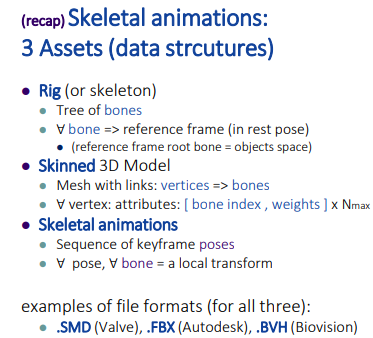 (recap) Skeletal animations:
3 Assets (data strcutures)
● Rig (or skeleton)
● Tree of bones
● ∀ bone => reference frame (in rest pose)
● (reference frame root bone = objects space)
● Skinned 3D Model
● Mesh with links: vertices => bones
● ∀ vertex: attributes: [ bone index , weights ] x Nmax
● Skeletal animations
● Sequence of keyframe poses
● ∀ pose, ∀ bone = a local transform
examples of file formats (for all three):
● .SMD (Valve), .FBX (Autodesk), .BVH (Biovision)